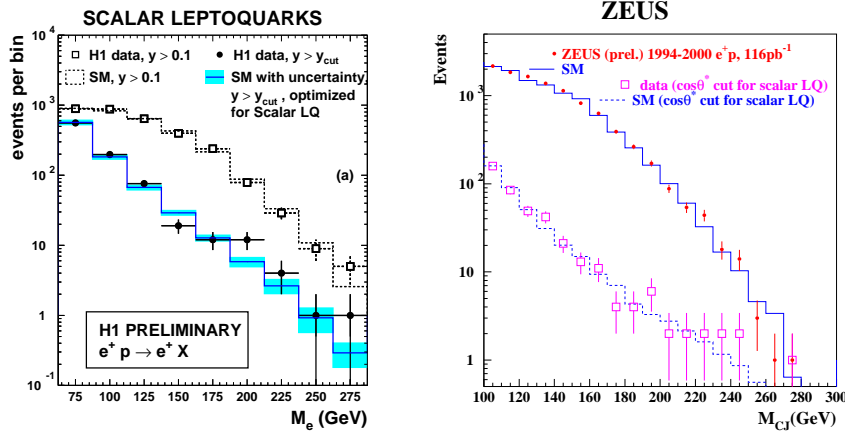 SCALAR LEPTOQUARKS
events per bin
10^4
10^3
10^2
10
1
10^-1
H1 data, y > 0.1
SM, y > 0.1
H1 data, y > y_cut
SM with uncertainty
y > y_cut , optimized
for Scalar LQ
(a)
H1 PRELIMINARY
e^+ p → e^+ X
75 100 125 150 175 200 225 250 275
M_e (GeV)
ZEUS
Events
10^3
10^2
10
1
ZEUS (prel.) 1994-2000 e^+p, 116pb^-1
SM
data (cosθ^* cut for scalar LQ)
SM (cosθ^* cut for scalar LQ)
100 120 140 160 180 200 220 240 260 280 300
M_CJ(GeV)